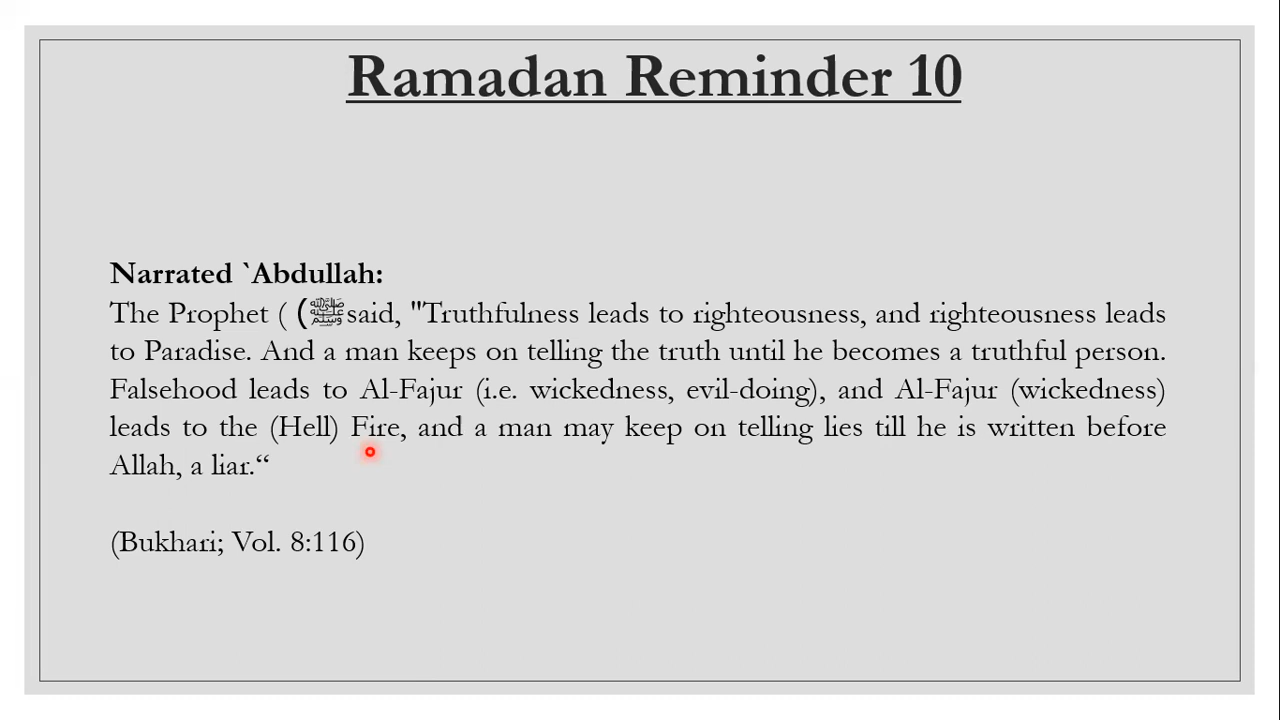 Ramadan Reminder 10
Narrated `Abdullah:
The Prophet ( (ﷺsaid, "Truthfulness leads to righteousness, and righteousness leads
to Paradise. And a man keeps on telling the truth until he becomes a truthful person.
Falsehood leads to Al-Fajur (i.e. wickedness, evil-doing), and Al-Fajur (wickedness)
leads to the (Hell) Fire, and a man may keep on telling lies till he is written before
Allah, a liar.“
(Bukhari; Vol. 8:116)